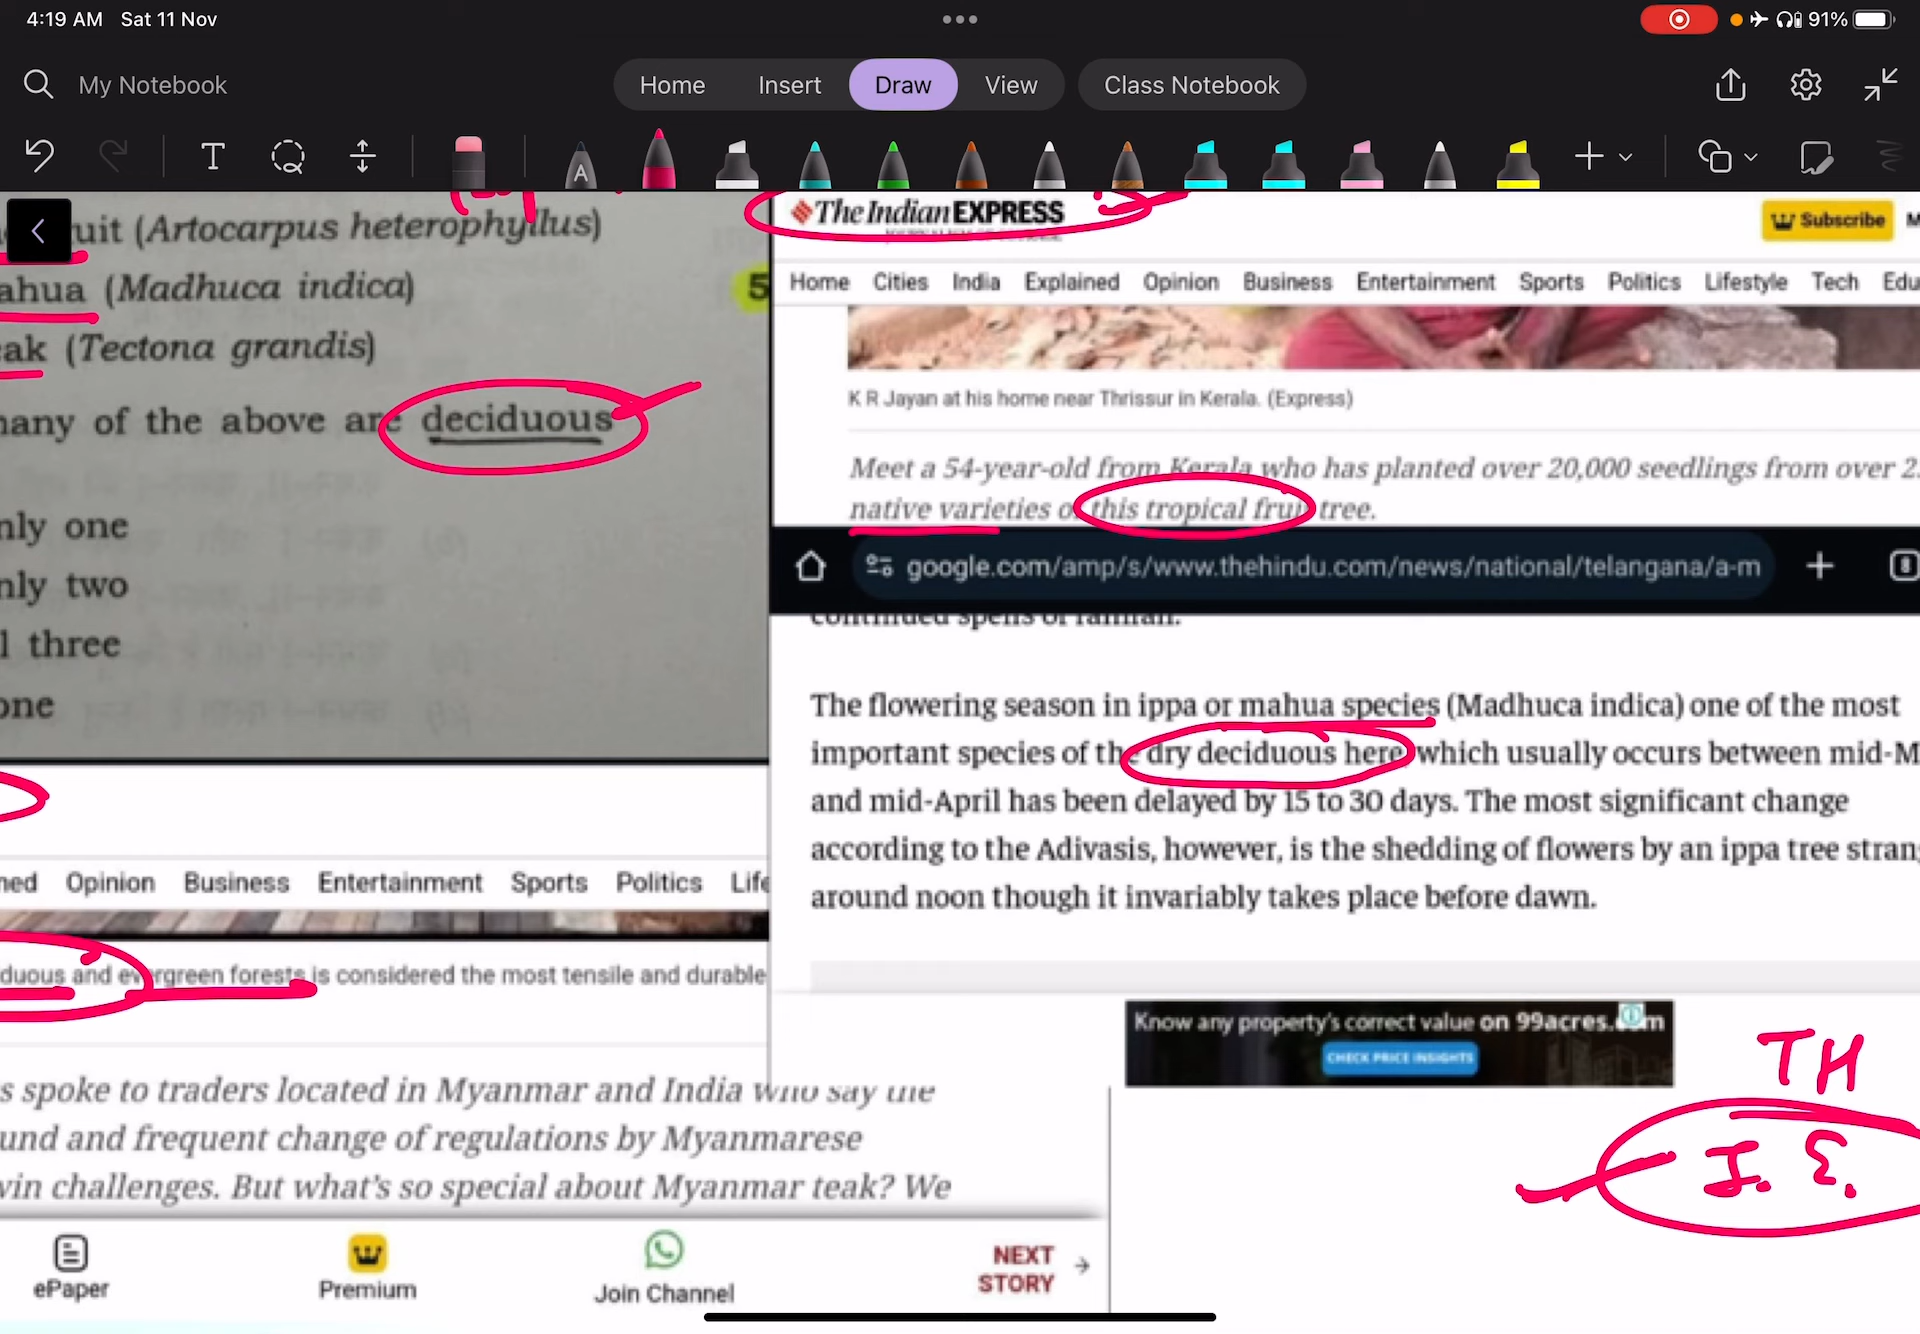 4:19 AM Sat 11 Nov
91%
My Notebook
Home Insert Draw View Class Notebook
T
A
uit (Artocarpus heterophyllus)
ahua (Madhuca indica)
eak (Tectona grandis)
many of the above are deciduous
nly one
nly two
l three
one
5
The Indian EXPRESS
Subscribe
Home Cities India Explained Opinion Business Entertainment Sports Politics Lifestyle Tech Edu
K R Jayan at his home near Thrissur in Kerala. (Express)
Meet a 54-year-old from Kerala who has planted over 20,000 seedlings from over 2
native varieties of this tropical fruit tree.
google.com/amp/s/www.thehindu.com/news/national/telangana/a-m
8
continued spells of rainfall.
The flowering season in ippa or mahua species (Madhuca indica) one of the most
important species of the dry deciduous here which usually occurs between mid-M
and mid-April has been delayed by 15 to 30 days. The most significant change
according to the Adivasis, however, is the shedding of flowers by an ippa tree stran
around noon though it invariably takes place before dawn.
ned Opinion Business Entertainment Sports Politics Life
duous and evergreen forests is considered the most tensile and durable
s spoke to traders located in Myanmar and India who say the
und and frequent change of regulations by Myanmarese
vin challenges. But what's so special about Myanmar teak? We
Know any property's correct value on 99acres.com
CHECK PRICE INSIGHTS
TH
I. E.
ePaper Premium Join Channel NEXT STORY